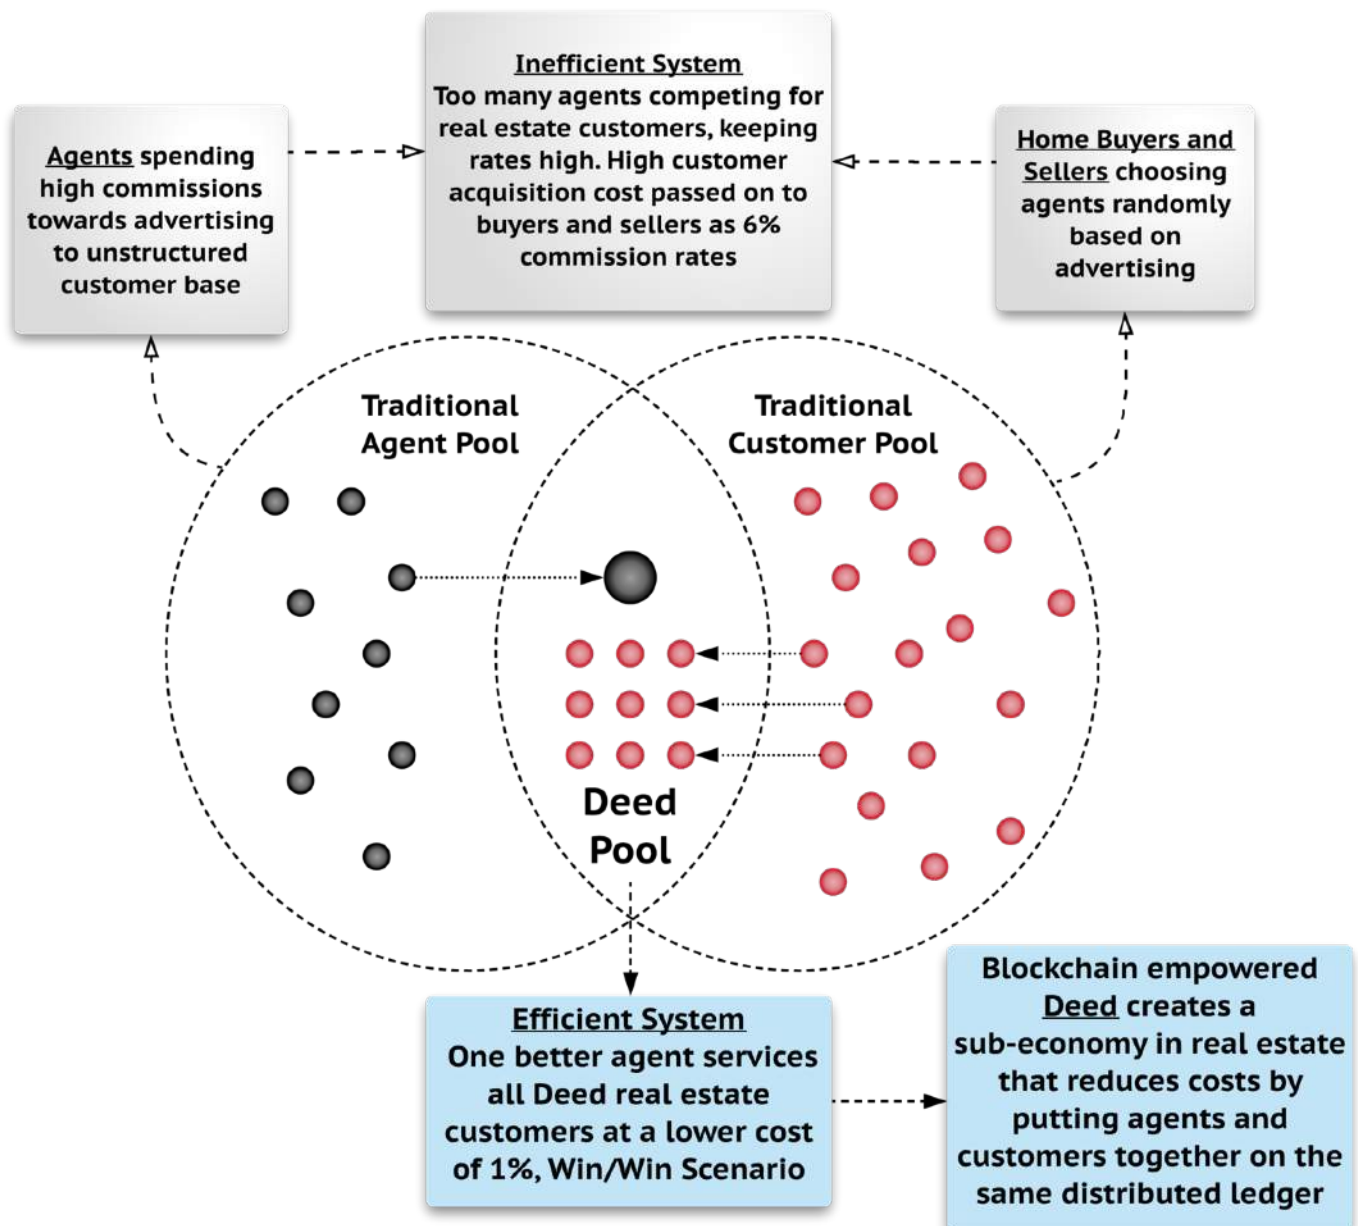 Inefficient System
Too many agents competing for
real estate customers, keeping
rates high. High customer
acquisition cost passed on to
buyers and sellers as 6%
commission rates
Agents spending
high commissions
towards advertising
to unstructured
customer base
Home Buyers and
Sellers choosing
agents randomly
based on
advertising
Traditional
Agent Pool
Traditional
Customer Pool
Deed
Pool
Efficient System
One better agent services
all Deed real estate
customers at a lower cost
of 1%, Win/Win Scenario
Blockchain empowered
Deed creates a
sub-economy in real estate
that reduces costs by
putting agents and
customers together on the
same distributed ledger